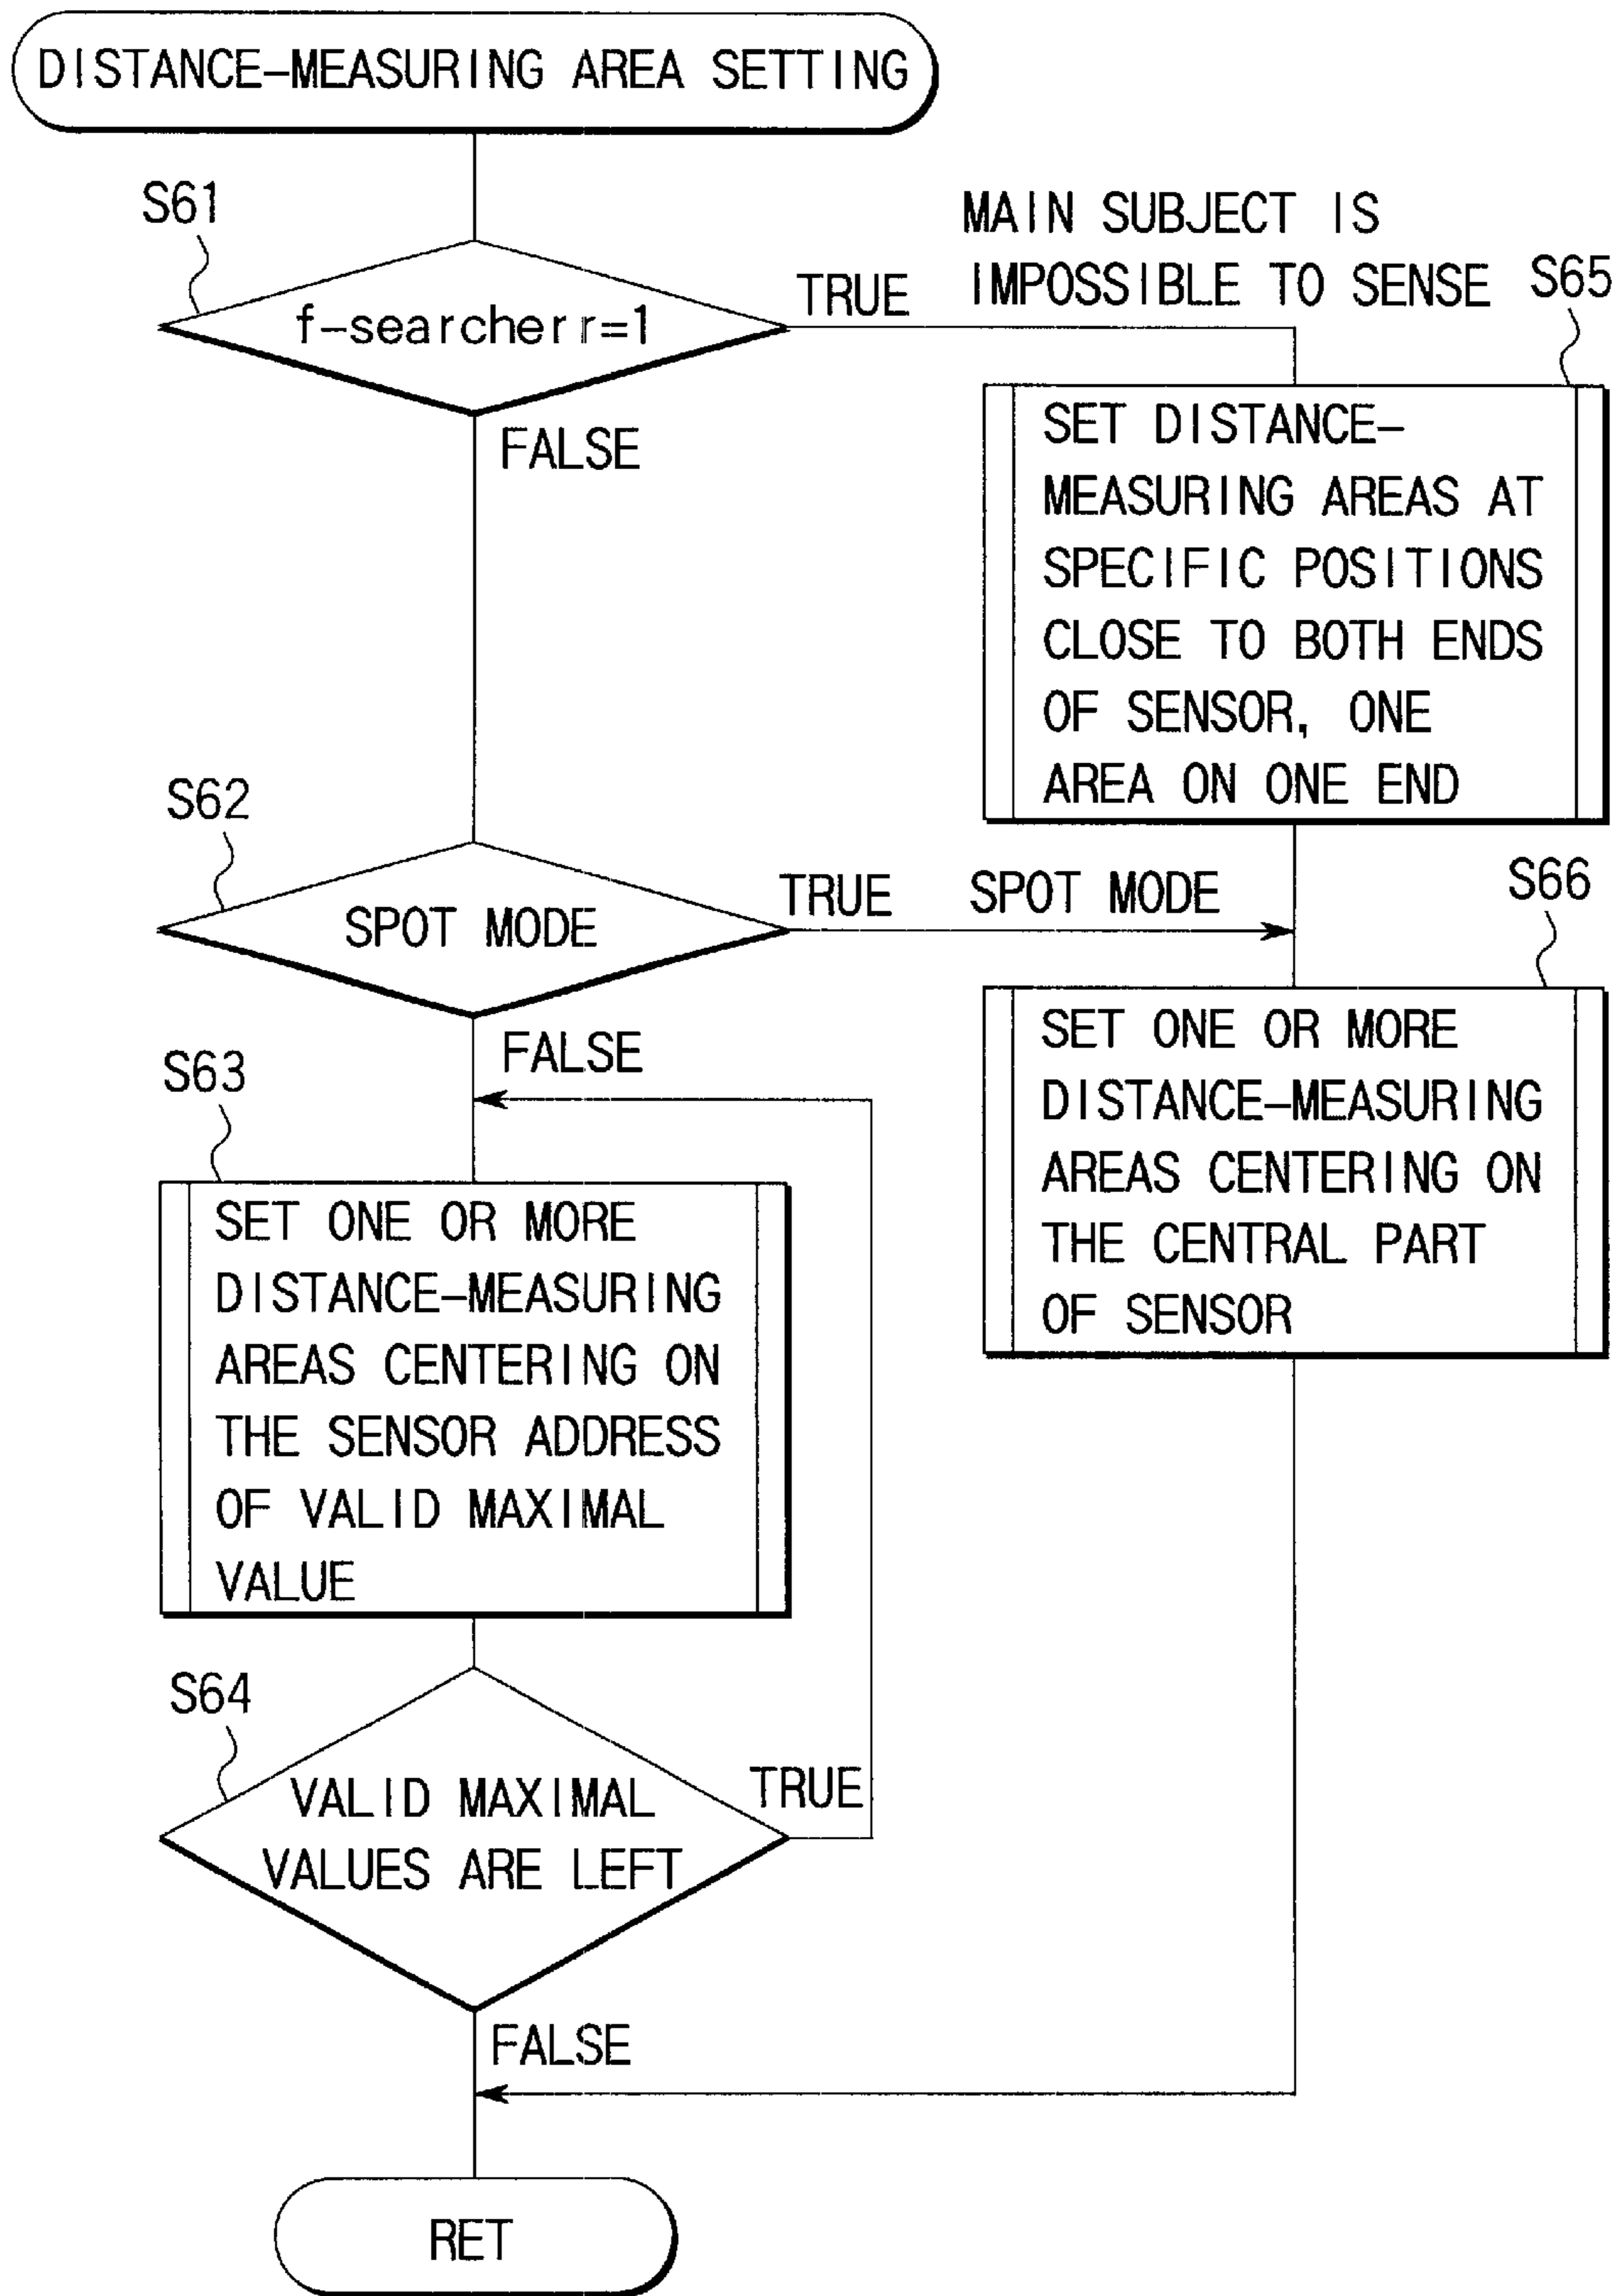 DISTANCE-MEASURING AREA SETTING
S61
f-searcherr=1
TRUE
MAIN SUBJECT IS
IMPOSSIBLE TO SENSE
FALSE
S65
SET DISTANCE-
MEASURING AREAS AT
SPECIFIC POSITIONS
CLOSE TO BOTH ENDS
OF SENSOR, ONE
AREA ON ONE END
S62
SPOT MODE
TRUE
SPOT MODE
FALSE
S66
SET ONE OR MORE
DISTANCE-MEASURING
AREAS CENTERING ON
THE CENTRAL PART
OF SENSOR
S63
SET ONE OR MORE
DISTANCE-MEASURING
AREAS CENTERING ON
THE SENSOR ADDRESS
OF VALID MAXIMAL
VALUE
S64
VALID MAXIMAL
VALUES ARE LEFT
TRUE
FALSE
RET